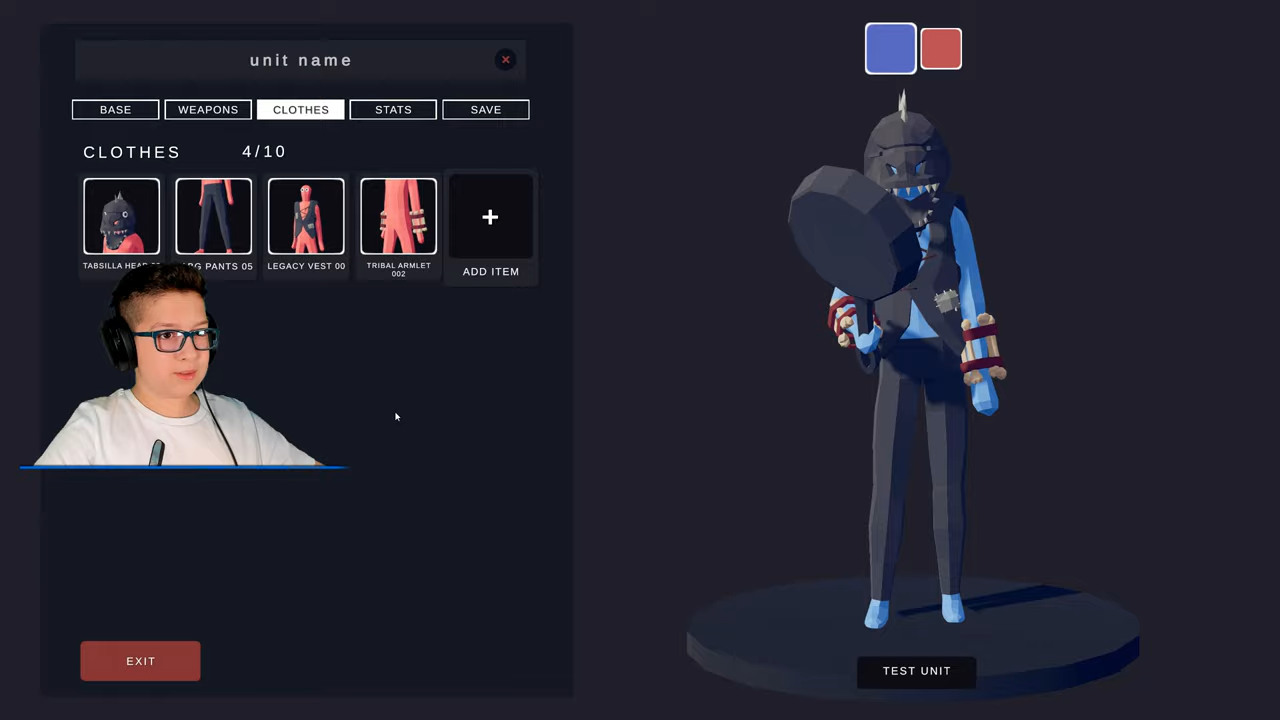 unit name
BASE
WEAPONS
CLOTHES
STATS
SAVE
CLOTHES 4/10
TABSILLA HEAD
PANTS 05
LEGACY VEST 00
TRIBAL ARMLET
002
ADD ITEM
EXIT
TEST UNIT